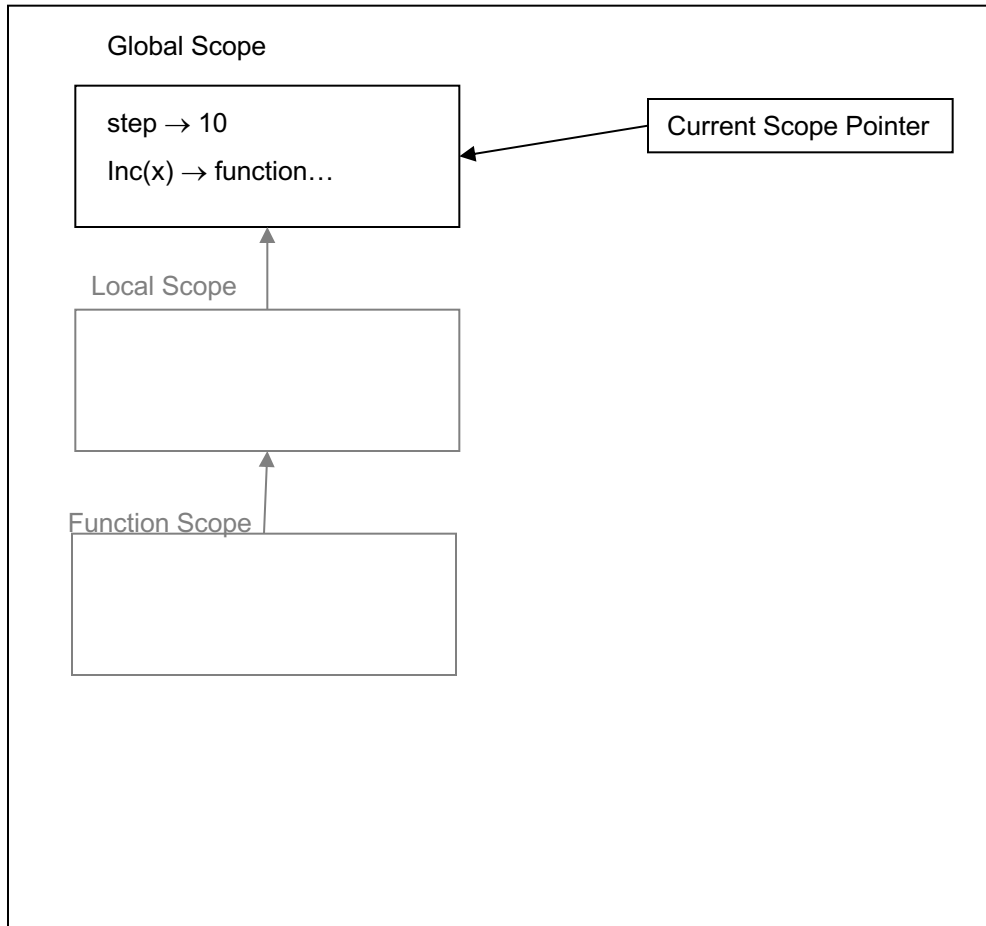 Global Scope
step → 10
Inc(x) → function…
Current Scope Pointer
Local Scope
Function Scope